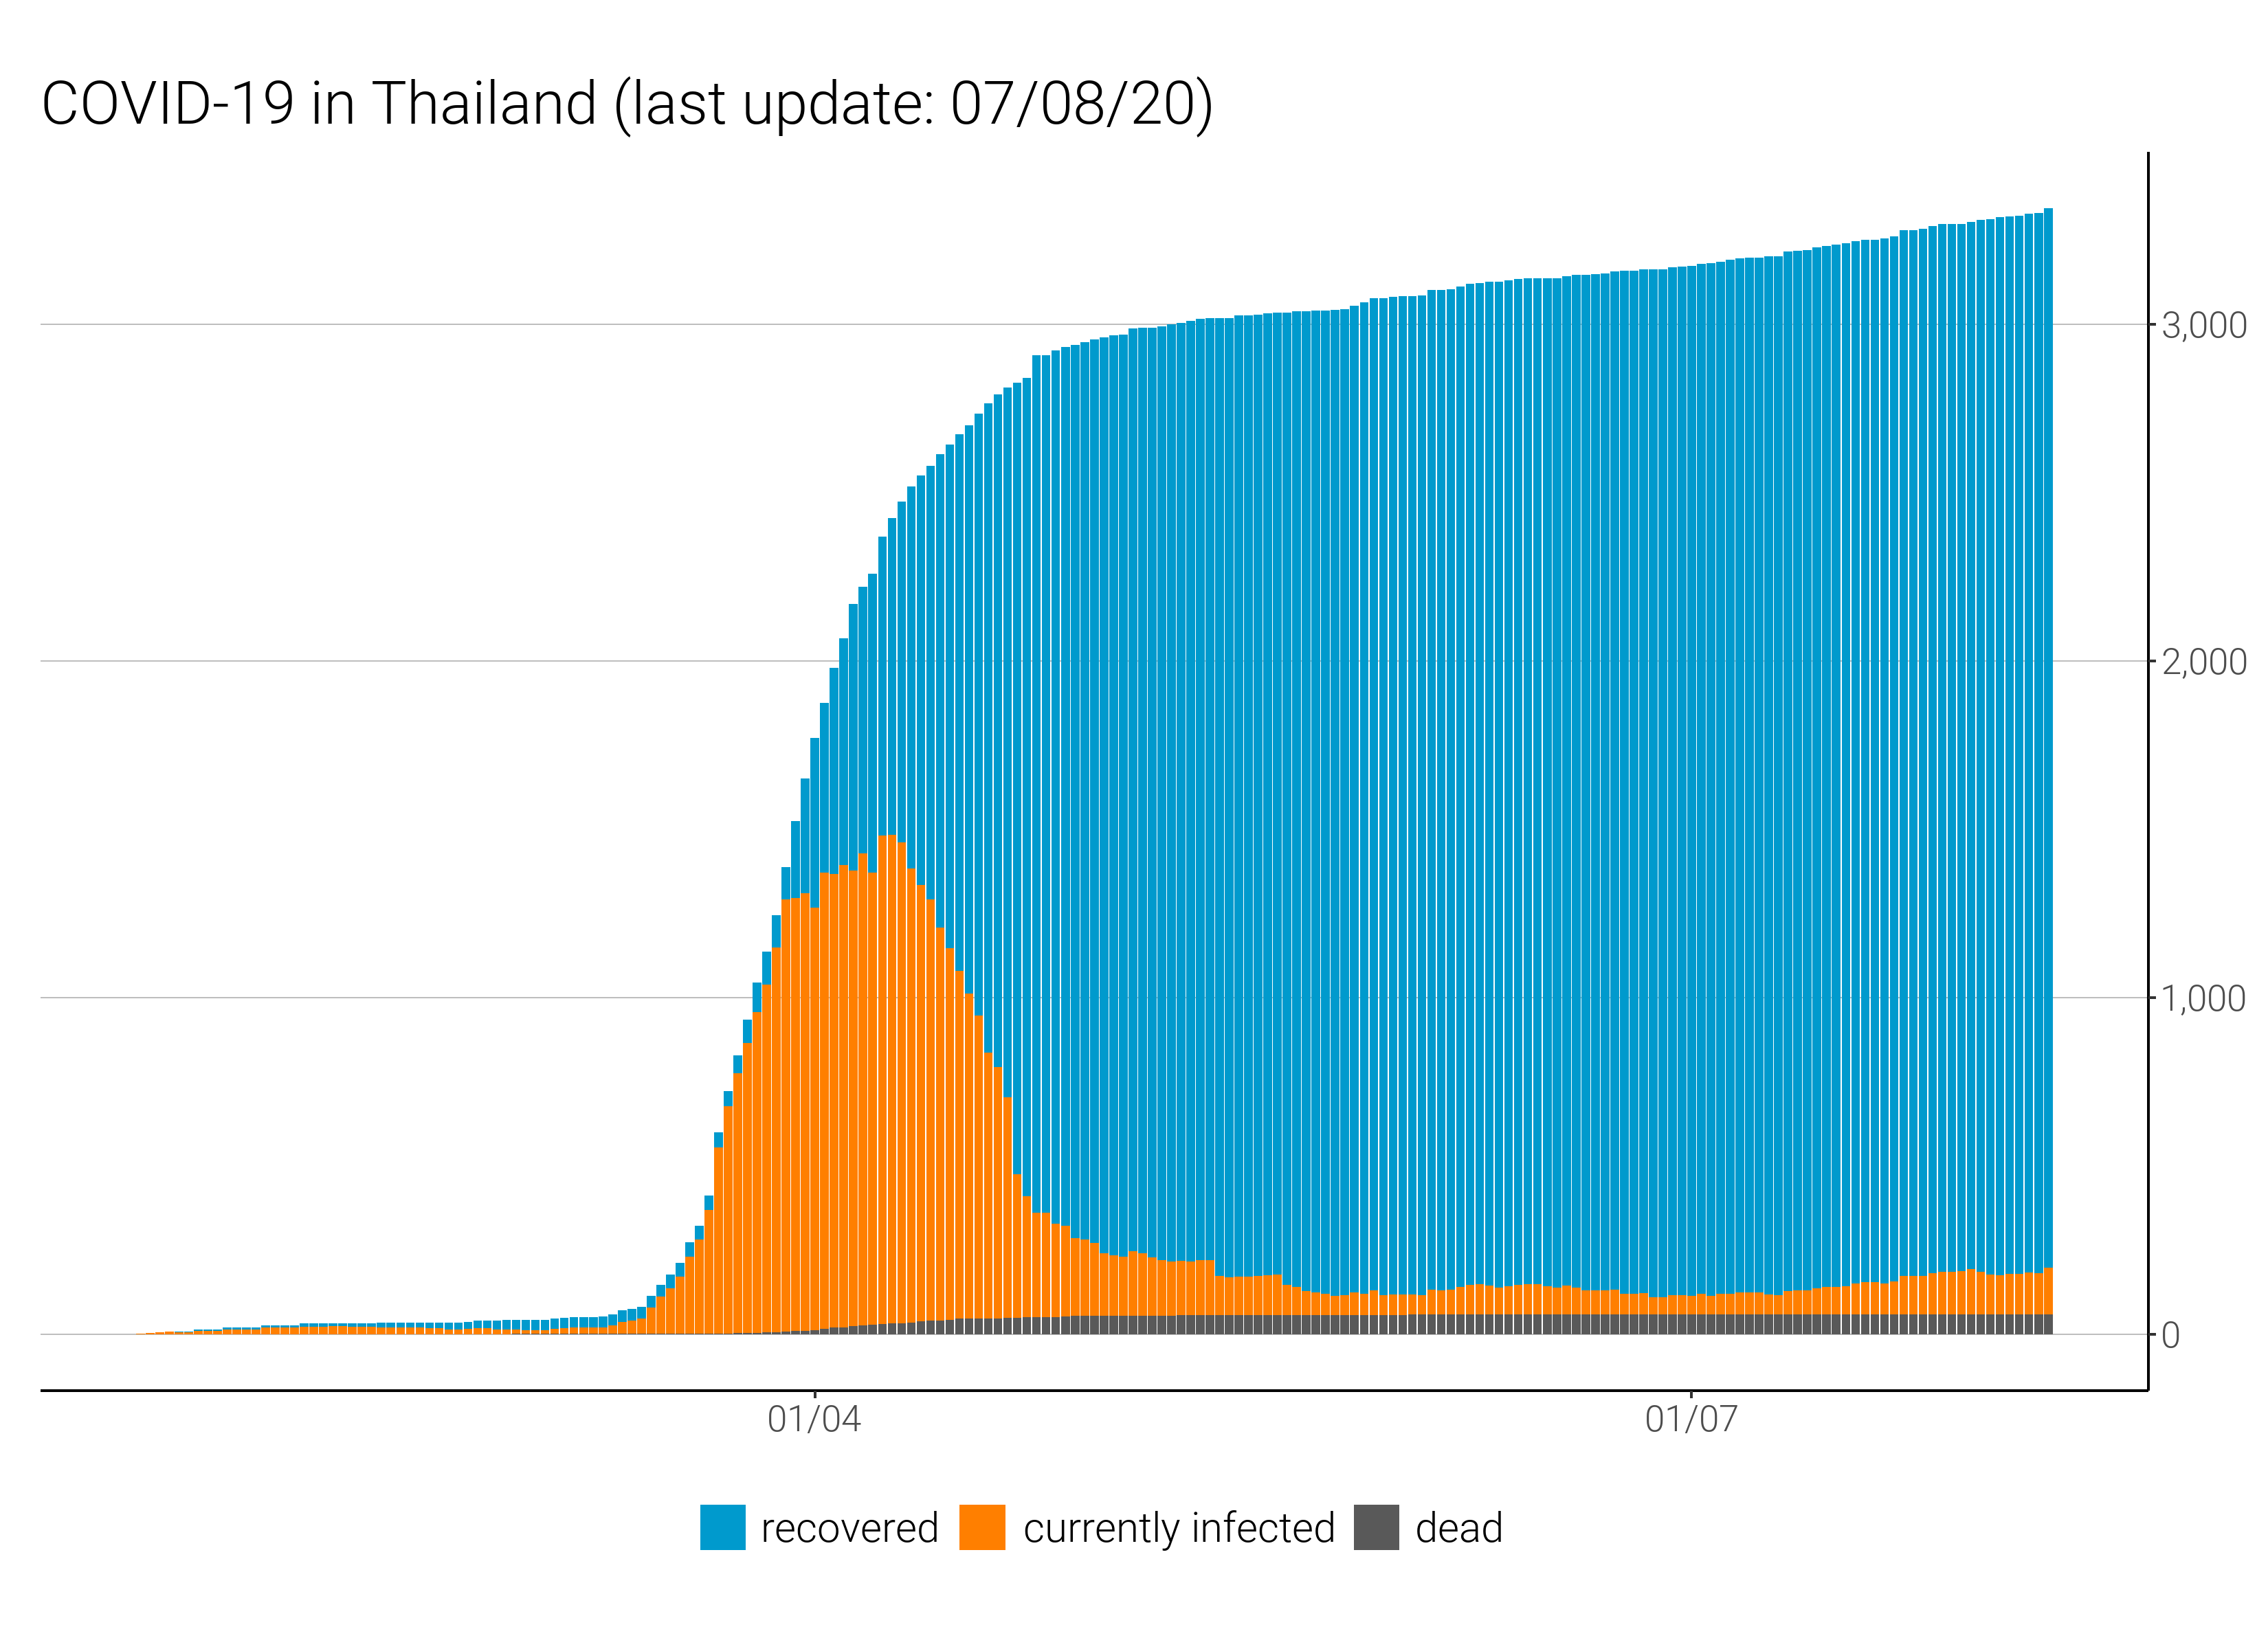 COVID-19 in Thailand (last update: 07/08/20)
3,000
2,000
1,000
0
01/04 01/07
recovered currently infected dead